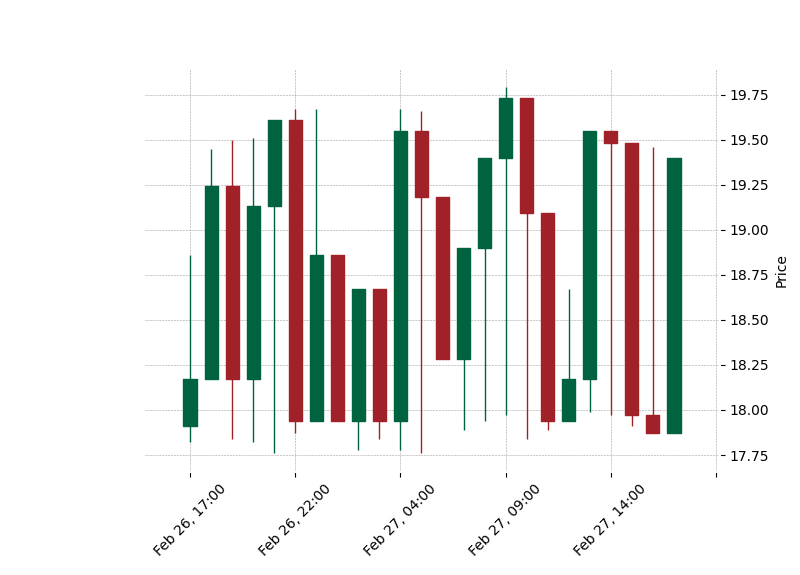 19.75
19.50
19.25
19.00
18.75
18.50
18.25
18.00
17.75
Price
Feb 26, 17:00
Feb 26, 22:00
Feb 27, 04:00
Feb 27, 09:00
Feb 27, 14:00